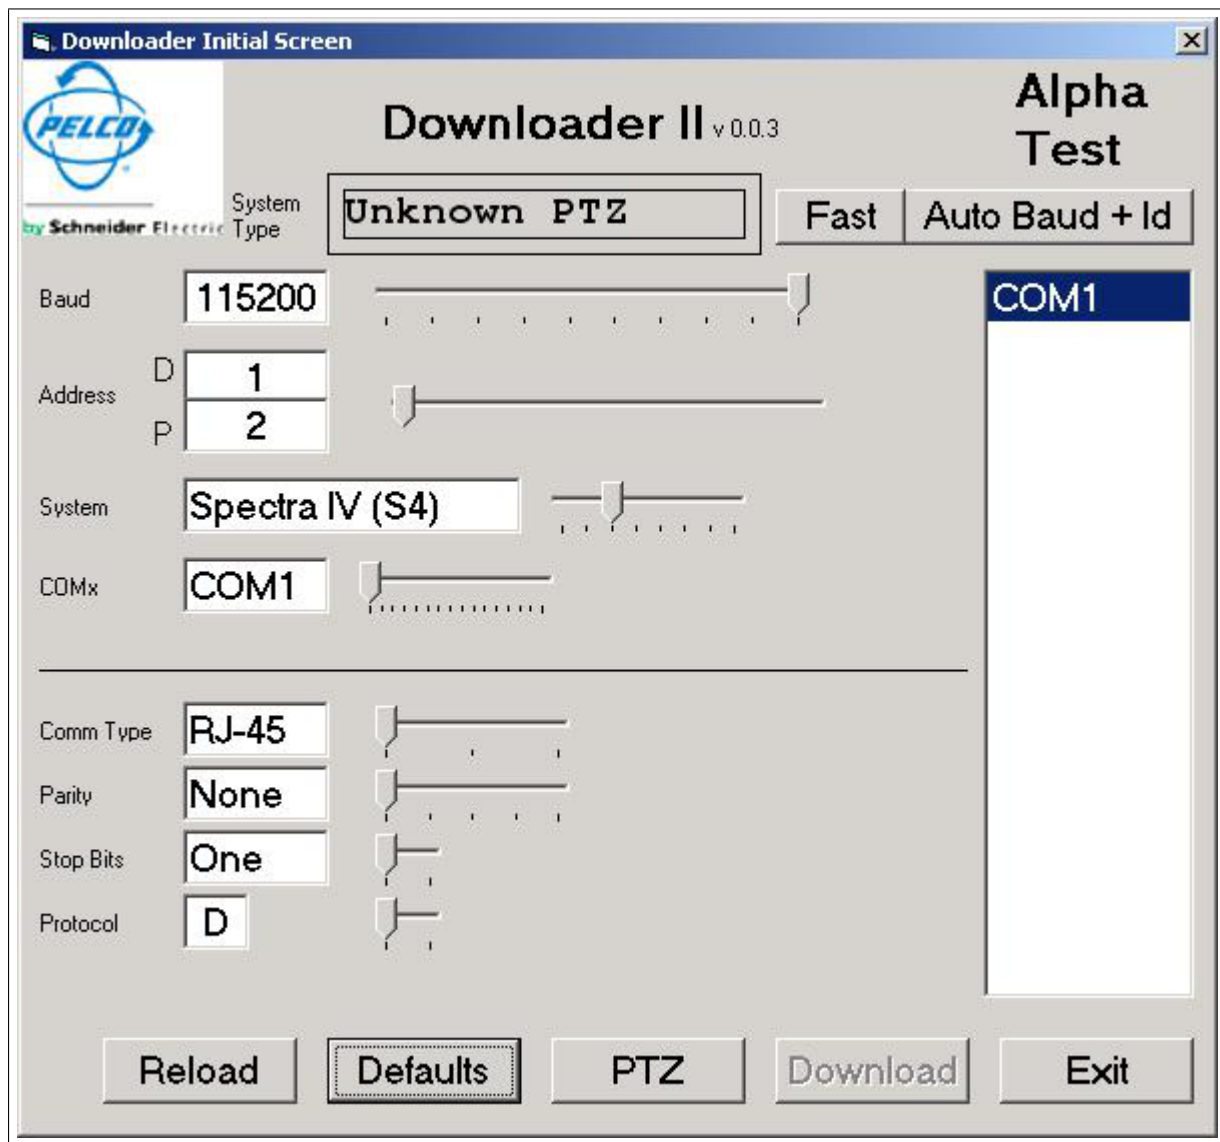 Downloader Initial Screen
PELCO
by Schneider Electric
Downloader II v 0.0.3
Alpha
Test
System
Type
Unknown PTZ
Fast
Auto Baud + Id
Baud
115200
COM1
Address
D
1
P
2
System
Spectra IV (S4)
COMx
COM1
Comm Type
RJ-45
Parity
None
Stop Bits
One
Protocol
D
Reload
Defaults
PTZ
Download
Exit